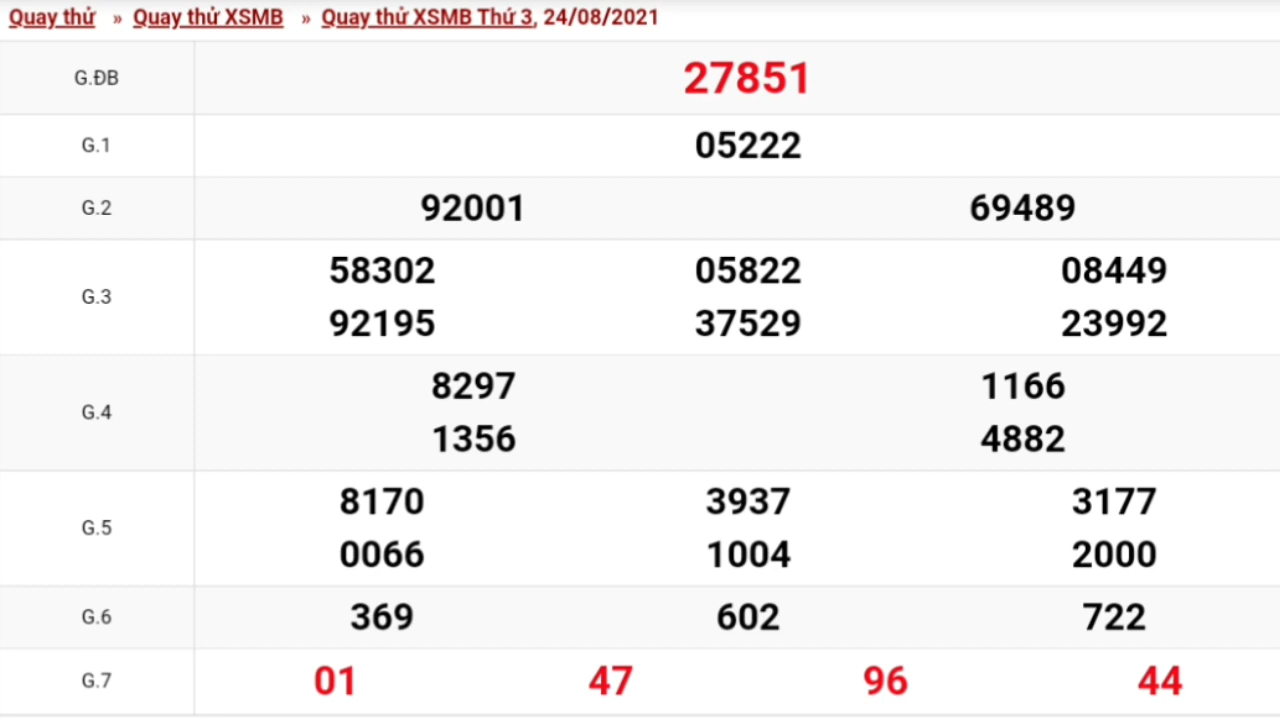 Quay thử » Quay thử XSMB » Quay thử XSMB Thứ 3, 24/08/2021
G.ĐB 27851
G.1 05222
G.2 92001 69489
G.3 58302 05822 08449
92195 37529 23992
G.4 8297 1166
1356 4882
G.5 8170 3937 3177
0066 1004 2000
G.6 369 602 722
G.7 01 47 96 44